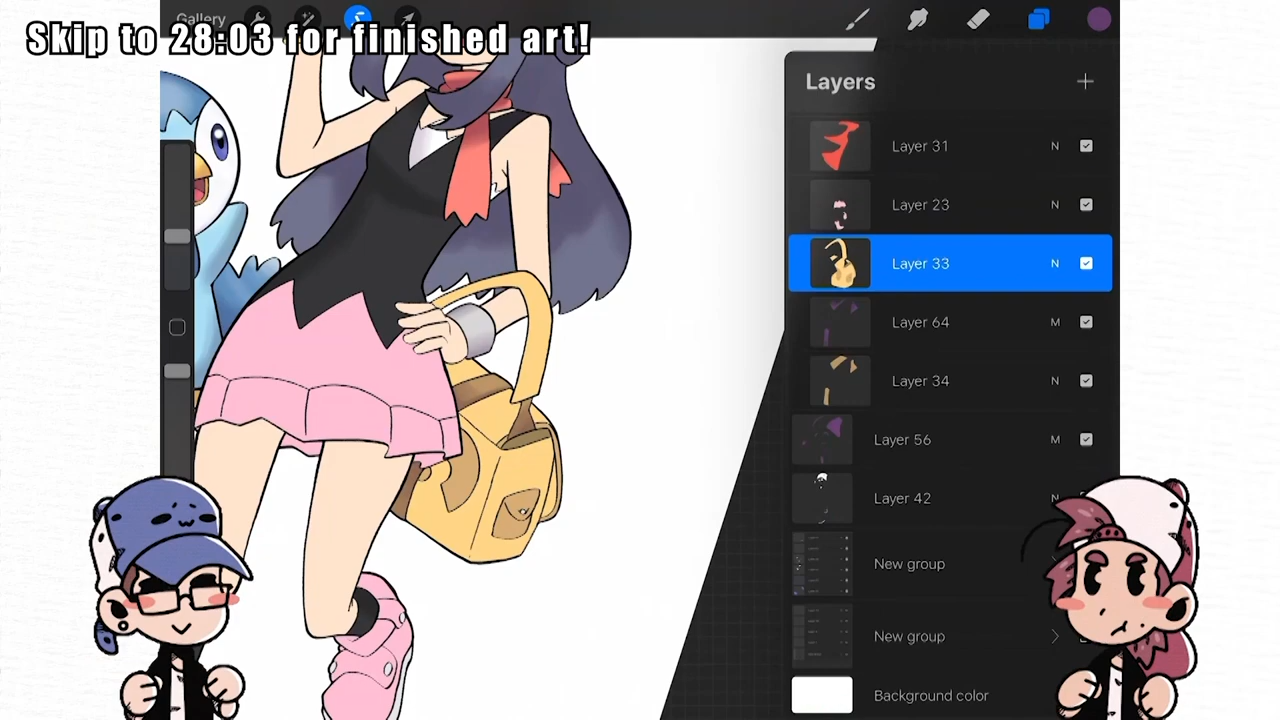 Gallery
Skip to 28:03 for finished art!
Layers
Layer 31 N
Layer 23 N
Layer 33 N
Layer 64 M
Layer 34 N
Layer 56 M
Layer 42 N
New group
New group
Background color